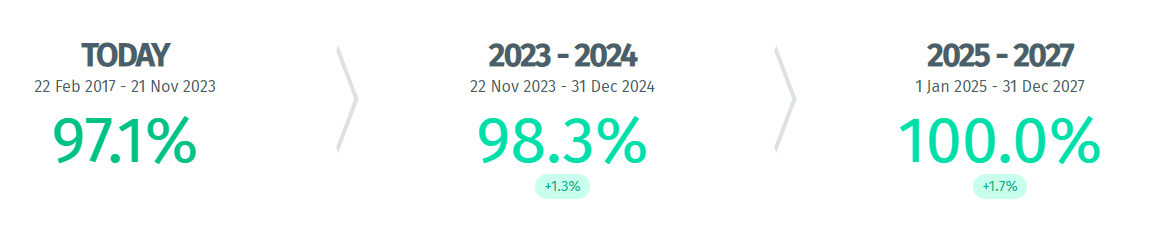 TODAY
22 Feb 2017 - 21 Nov 2023
97.1%
2023 - 2024
22 Nov 2023 - 31 Dec 2024
98.3%
+1.3%
2025 - 2027
1 Jan 2025 - 31 Dec 2027
100.0%
+1.7%